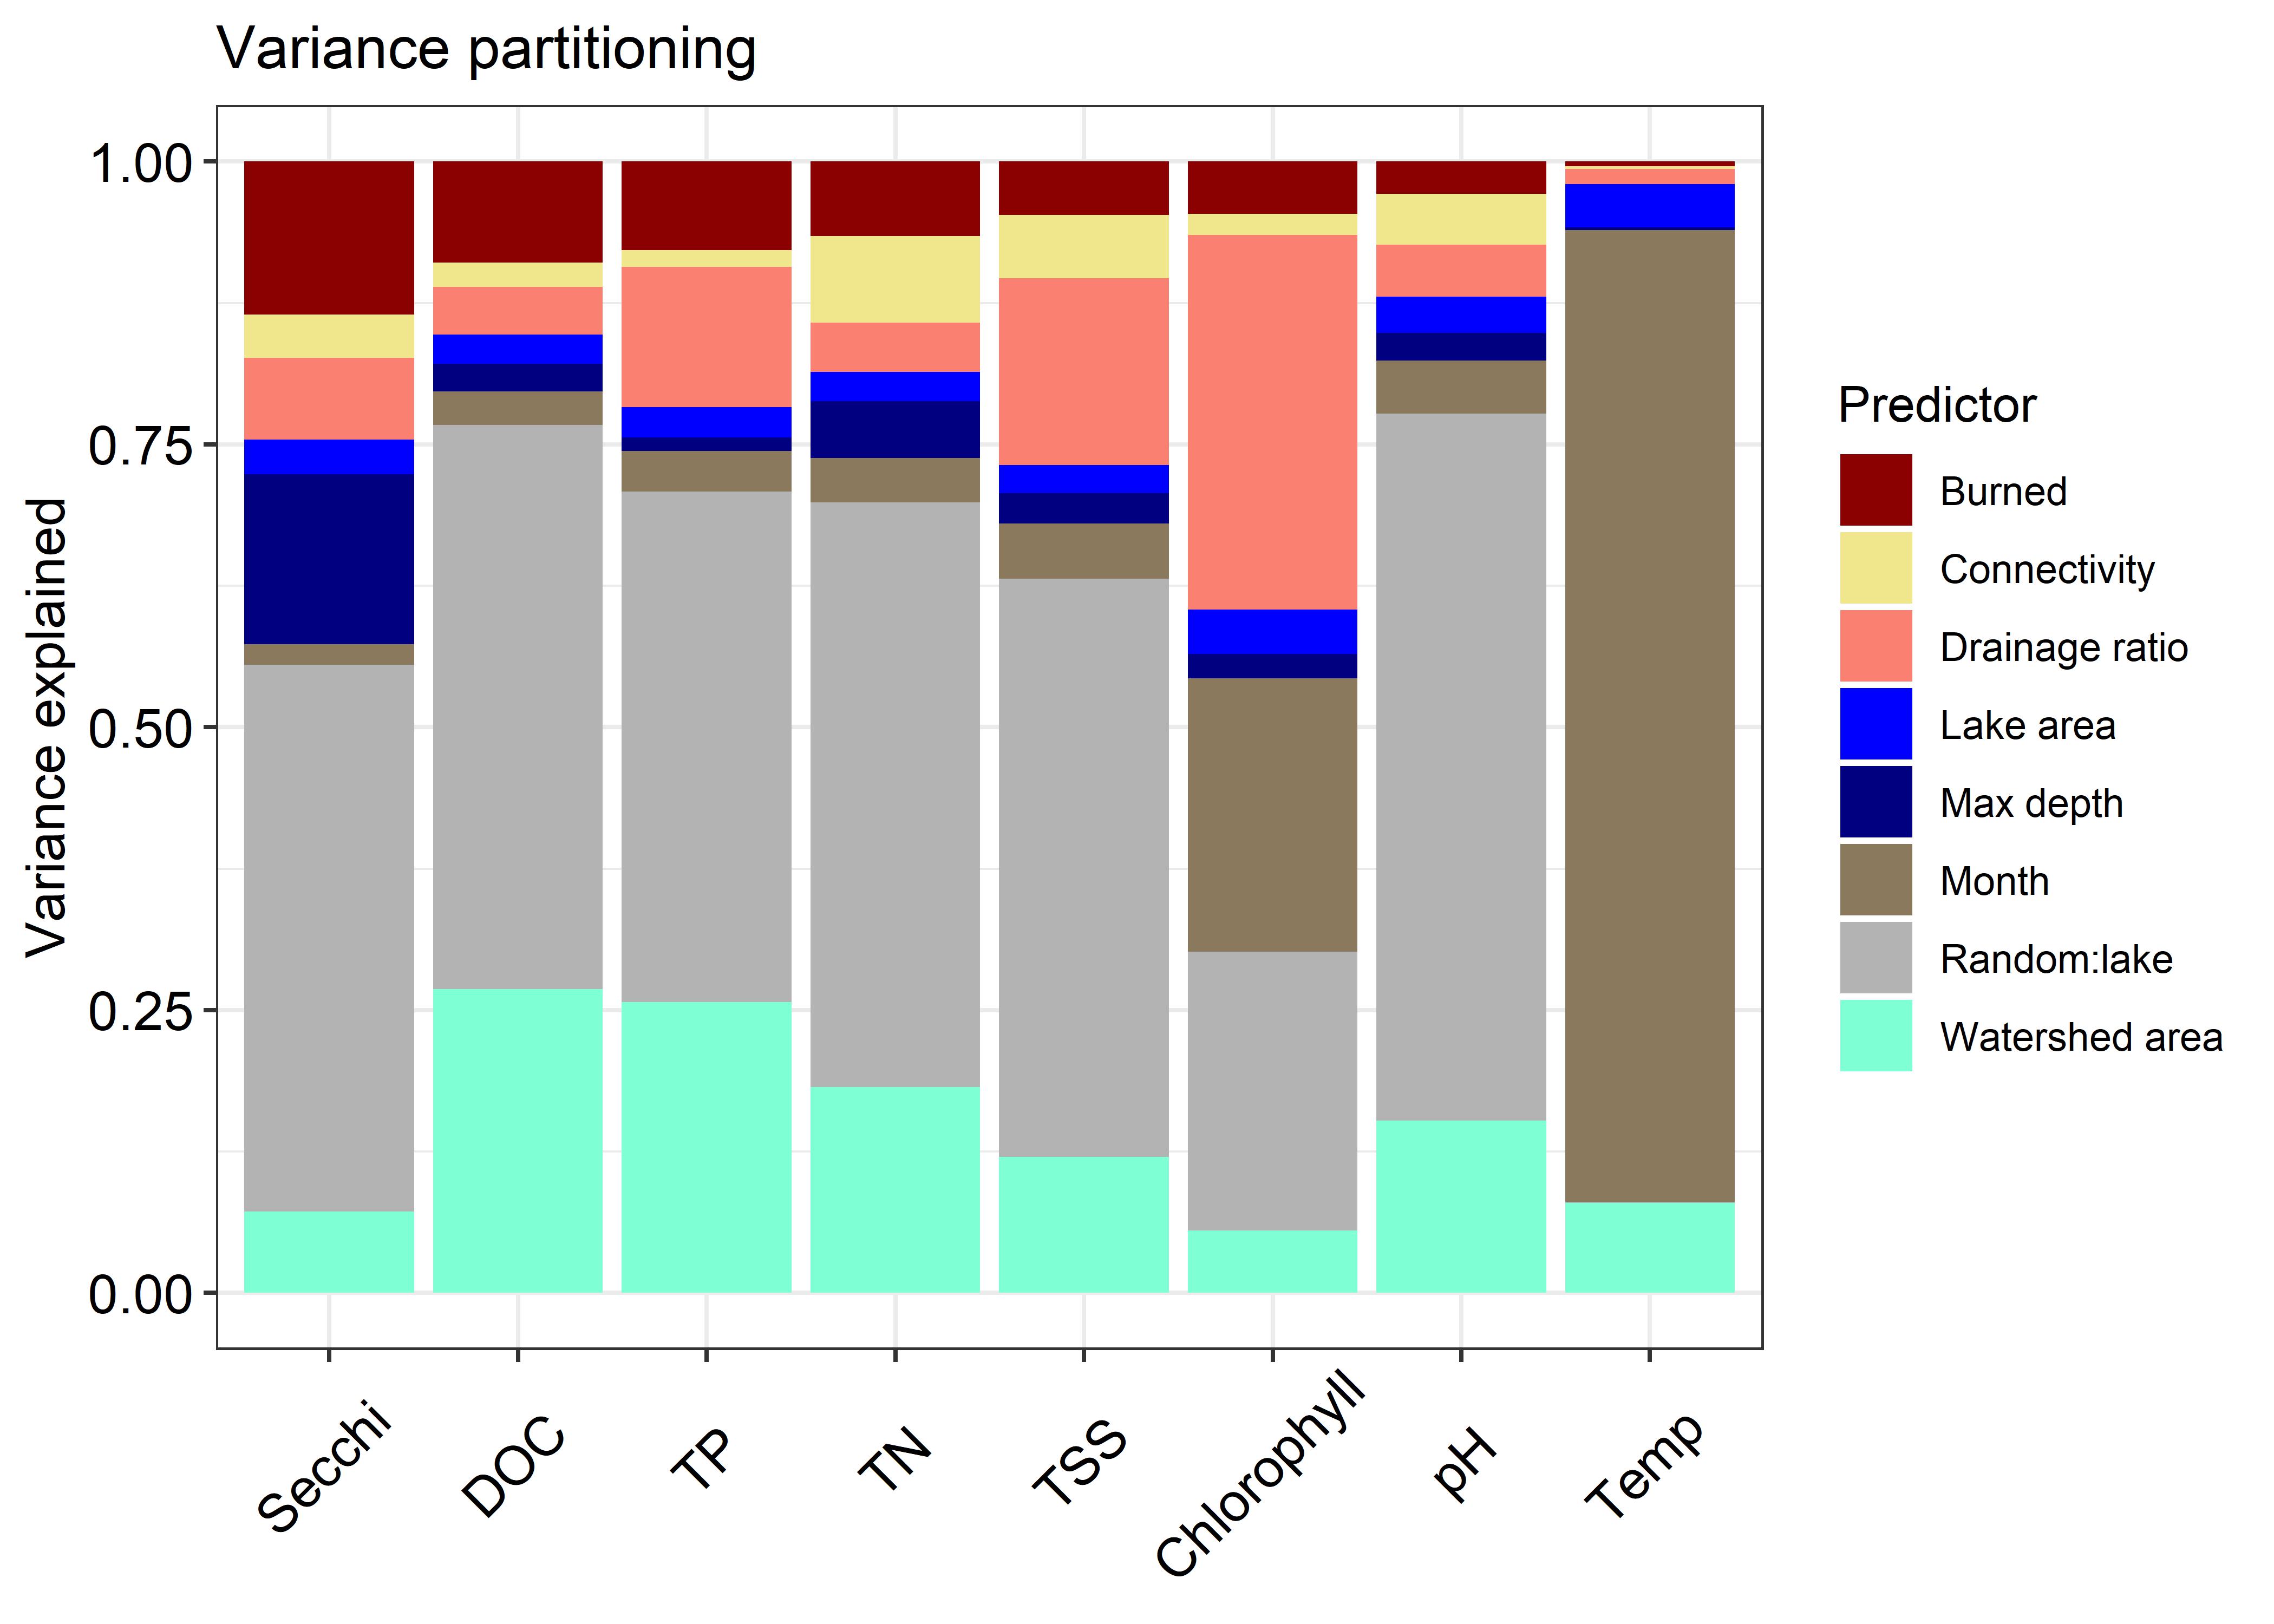 Variance partitioning
Variance explained
1.00
0.75
0.50
0.25
0.00
Secchi
DOC
TP
TN
TSS
Chlorophyll
pH
Temp
Predictor
Burned
Connectivity
Drainage ratio
Lake area
Max depth
Month
Random:lake
Watershed area